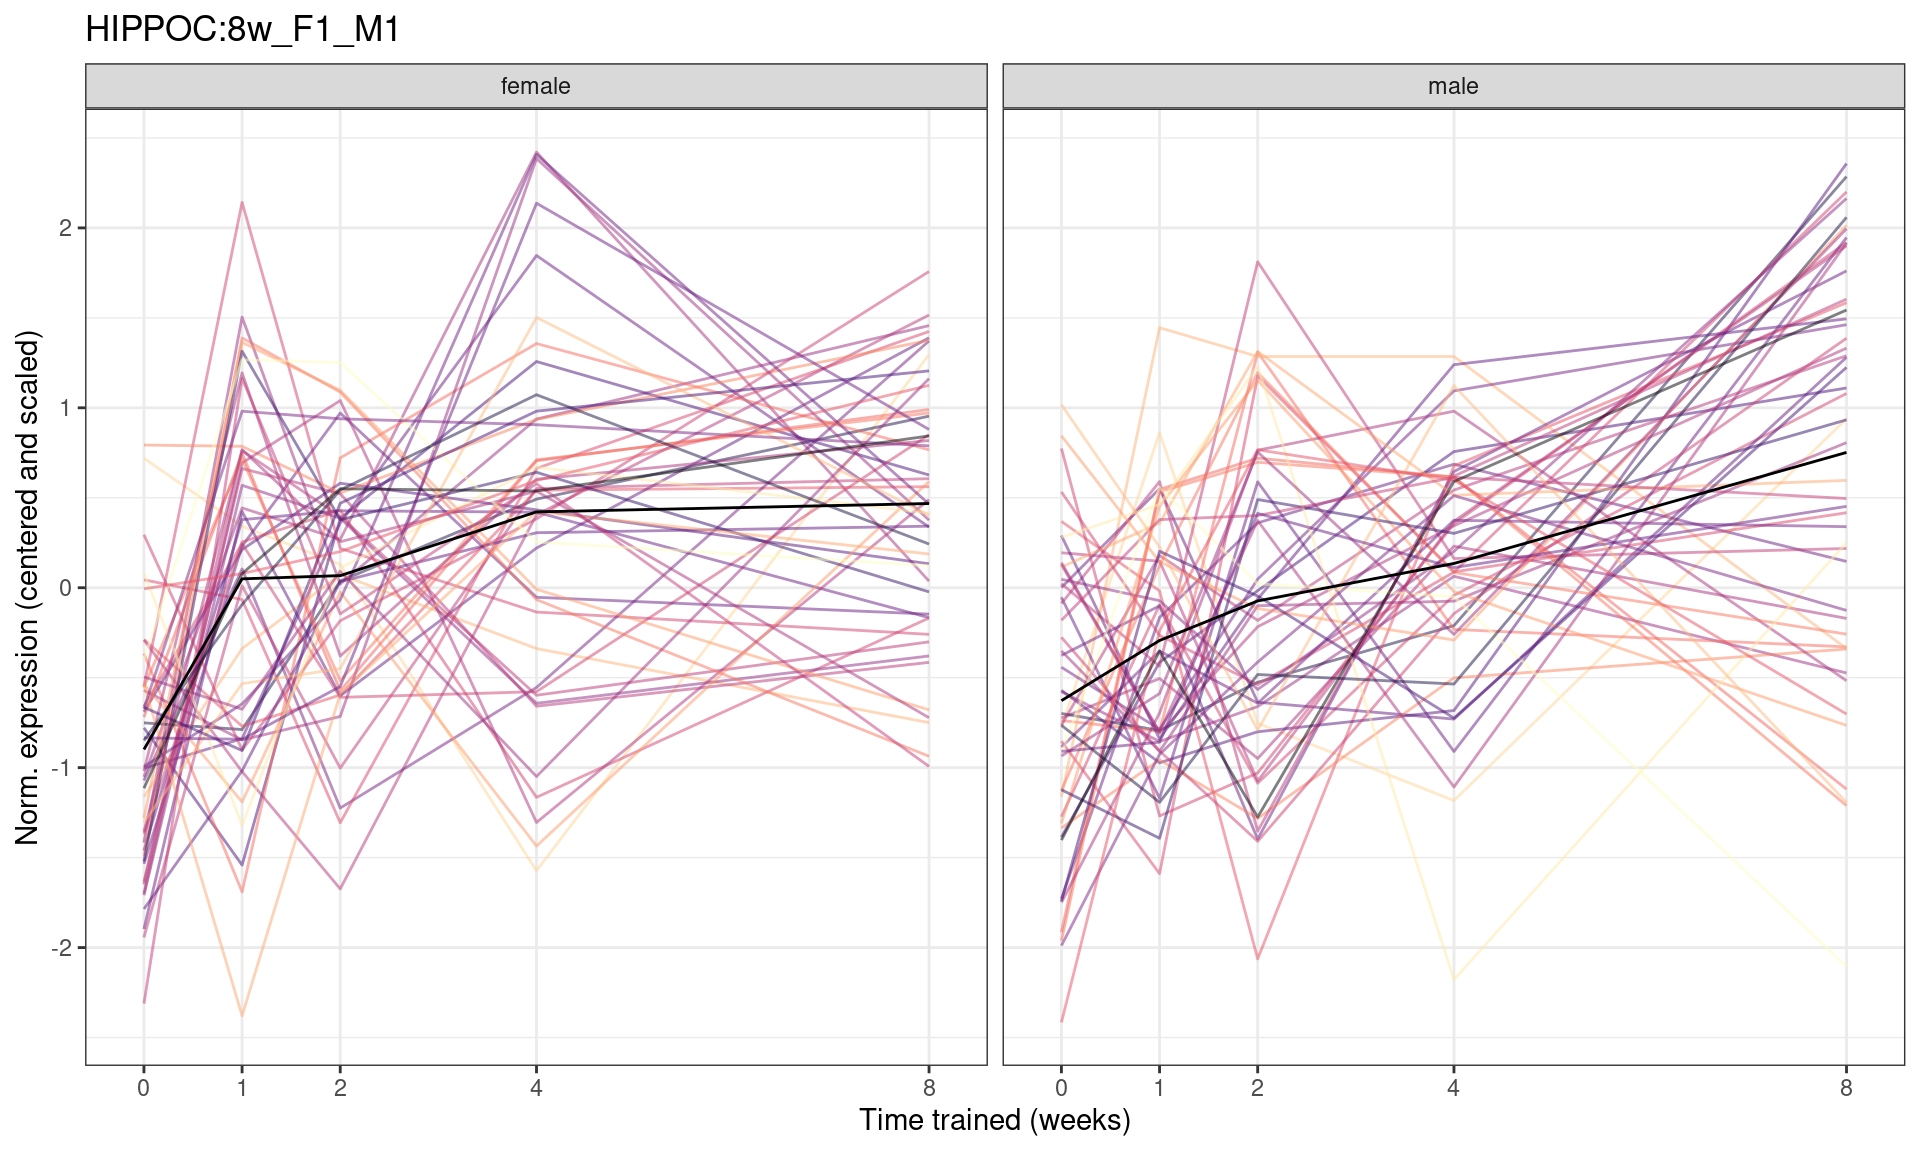 HIPPOC:8w_F1_M1
female
male
Norm. expression (centered and scaled)
2
1
0
-1
-2
0 1 2 4 8
0 1 2 4 8
Time trained (weeks)